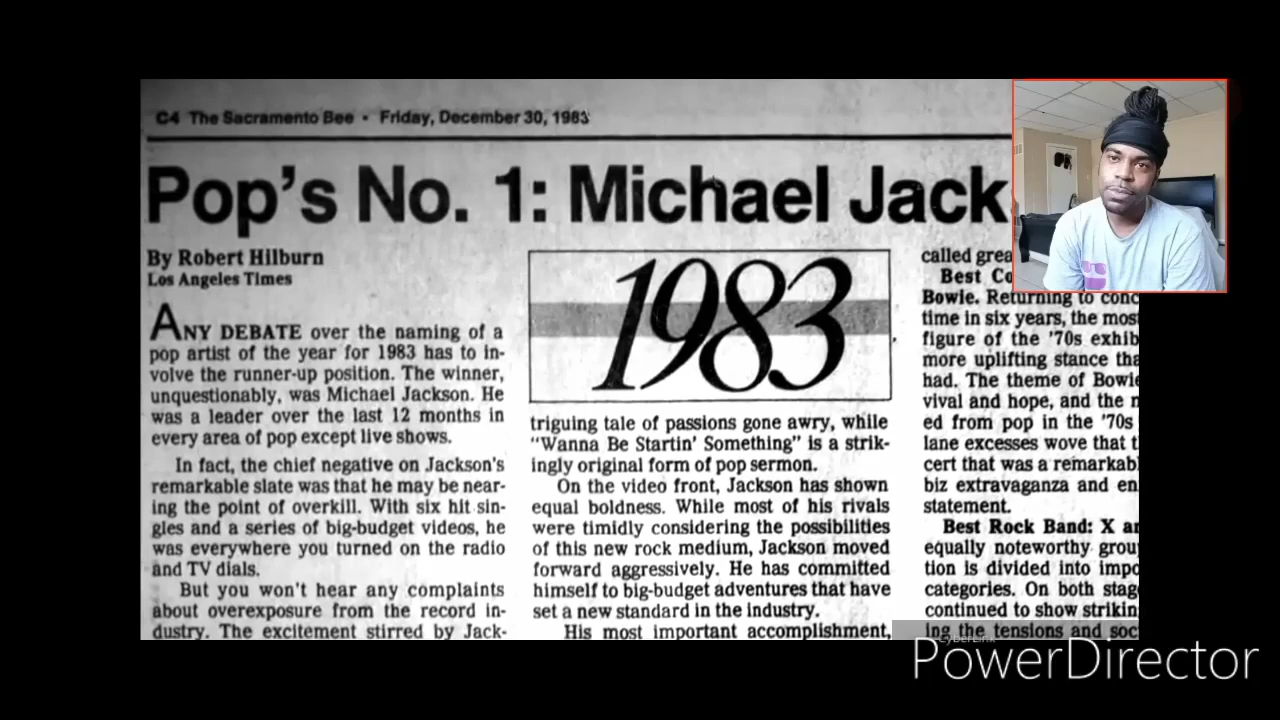 C4 The Sacramento Bee • Friday, December 30, 1983
Pop's No. 1: Michael Jack
By Robert Hilburn
Los Angeles Times
ANY DEBATE over the naming of a
pop artist of the year for 1983 has to in-
volve the runner-up position. The winner,
unquestionably, was Michael Jackson. He
was a leader over the last 12 months in
every area of pop except live shows.
In fact, the chief negative on Jackson's
remarkable slate was that he may be near-
ing the point of overkill. With six hit sin-
gles and a series of big-budget videos, he
was everywhere you turned on the radio
and TV dials.
But you won't hear any complaints
about overexposure from the record in-
dustry. The excitement stirred by Jack-
1983
triguing tale of passions gone awry, while
“Wanna Be Startin' Something” is a strik-
ingly original form of pop sermon.
On the video front, Jackson has shown
equal boldness. While most of his rivals
were timidly considering the possibilities
of this new rock medium, Jackson moved
forward aggressively. He has committed
himself to big-budget adventures that have
set a new standard in the industry.
His most important accomplishment,
called grea
Best Co
Bowie. Returning to conc
time in six years, the most
figure of the '70s exhib
more uplifting stance tha
had. The theme of Bowie
vival and hope, and the n
ed from pop in the '70s
lane excesses wove that t
cert that was a remarkabl
biz extravaganza and en
statement.
Best Rock Band: X an
equally noteworthy grou
tion is divided into impo
categories. On both stag
continued to show strikin
ing the tensions and soc
CyberLink
PowerDirector